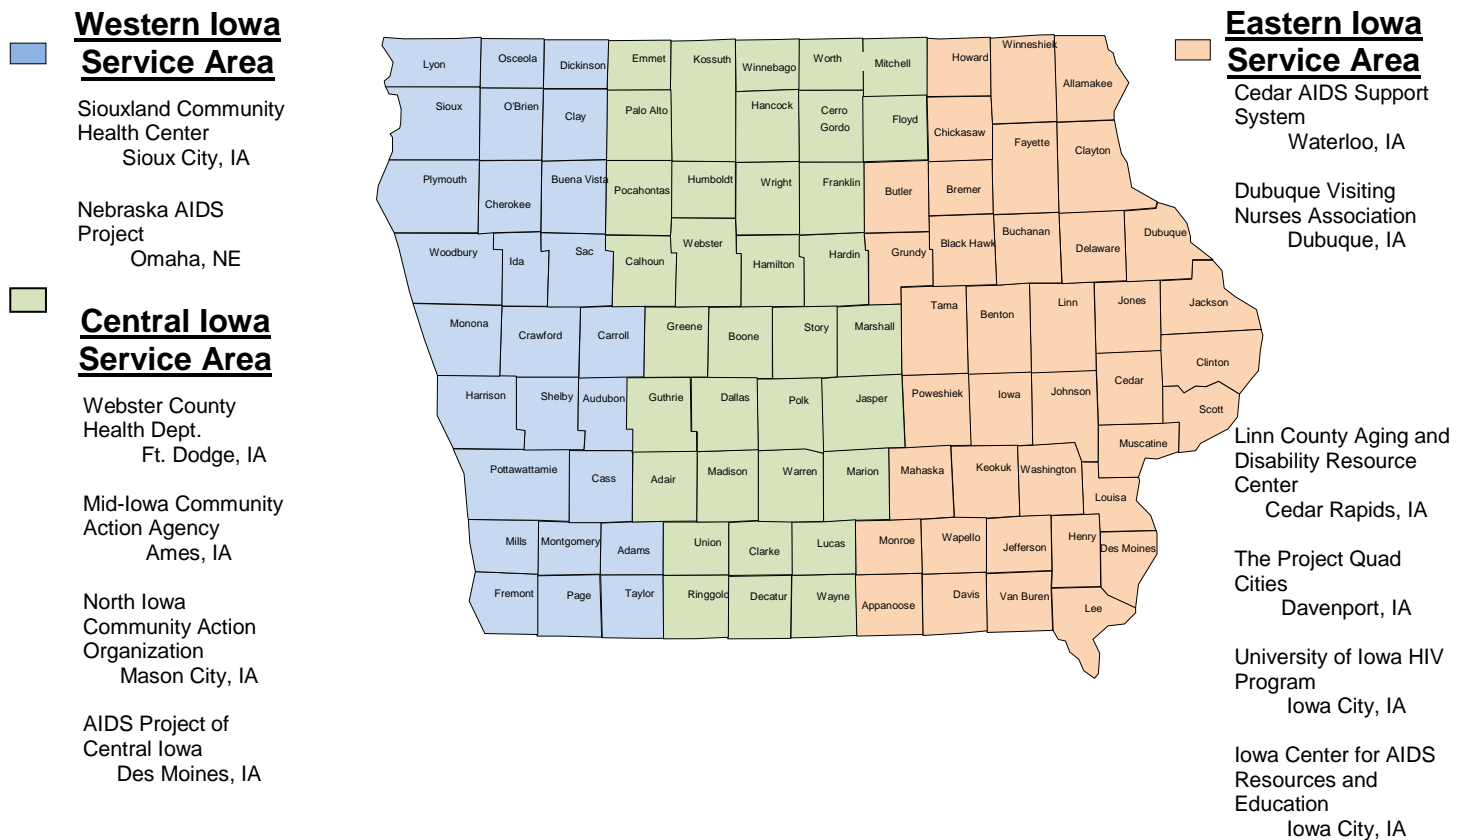 Western Iowa
Service Area
Siouxland Community
Health Center
Sioux City, IA
Nebraska AIDS
Project
Omaha, NE
Central Iowa
Service Area
Webster County
Health Dept.
Ft. Dodge, IA
Mid-Iowa Community
Action Agency
Ames, IA
North Iowa
Community Action
Organization
Mason City, IA
AIDS Project of
Central Iowa
Des Moines, IA
Lyon
Osceola
Dickinson
Emmet
Kossuth
Winnebago
Worth
Mitchell
Howard
Winneshiek
Allamakee
Sioux
O'Brien
Clay
Palo Alto
Hancock
Cerro
Gordo
Floyd
Chickasaw
Fayette
Clayton
Plymouth
Cherokee
Buena Vista
Pocahontas
Humboldt
Wright
Franklin
Butler
Bremer
Woodbury
Ida
Sac
Calhoun
Webster
Hamilton
Hardin
Grundy
Black Hawk
Buchanan
Delaware
Dubuque
Monona
Crawford
Carroll
Greene
Boone
Story
Marshall
Tama
Benton
Linn
Jones
Jackson
Clinton
Harrison
Shelby
Audubon
Guthrie
Dallas
Polk
Jasper
Poweshiek
Iowa
Johnson
Cedar
Scott
Muscatine
Pottawattamie
Cass
Adair
Madison
Warren
Marion
Mahaska
Keokuk
Washington
Louisa
Mills
Montgomery
Adams
Union
Clarke
Lucas
Monroe
Wapello
Jefferson
Henry
Des Moines
Fremont
Page
Taylor
Ringgold
Decatur
Wayne
Appanoose
Davis
Van Buren
Lee
Eastern Iowa
Service Area
Cedar AIDS Support
System
Waterloo, IA
Dubuque Visiting
Nurses Association
Dubuque, IA
Linn County Aging and
Disability Resource
Center
Cedar Rapids, IA
The Project Quad
Cities
Davenport, IA
University of Iowa HIV
Program
Iowa City, IA
Iowa Center for AIDS
Resources and
Education
Iowa City, IA